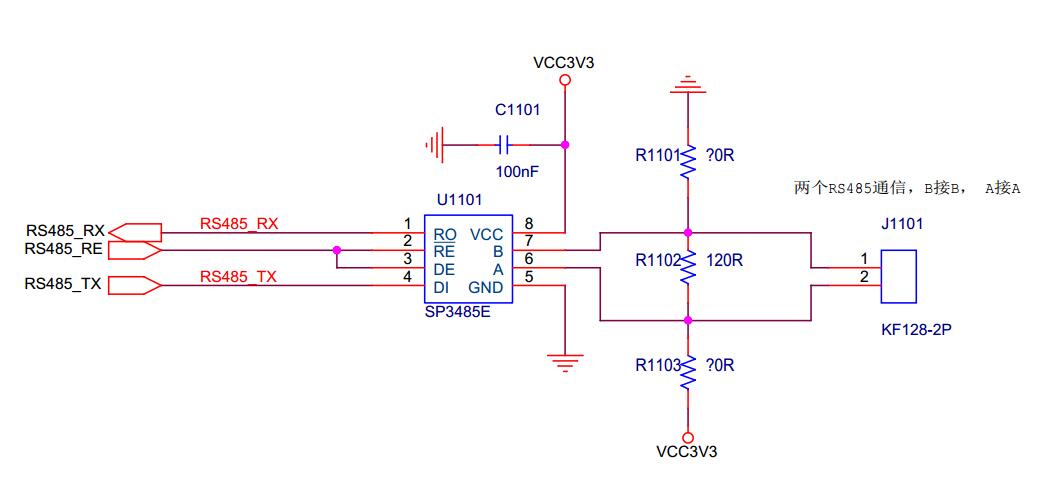 VCC3V3
C1101
100nF
R1101 ?0R
两个RS485通信，B接B， A接A
U1101
J1101
RS485_RX RS485_RX 1 RO VCC 8
RS485_RE 2 RE B 7
3 DE A 6
RS485_TX RS485_TX 4 DI GND 5
SP3485E
R1102 120R
1
2
KF128-2P
R1103 ?0R
VCC3V3